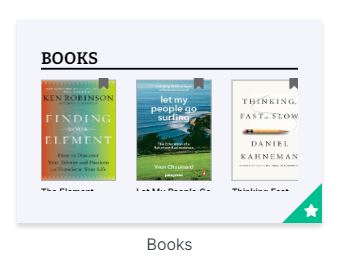 BOOKS
KEN ROBINSON
FINDING
YOUR
ELEMENT
How to Discover
Your Talents and Passions
and Transform Your Life
let my
people go
surfing
The Education of a
Reluctant Businessman
Yvon Chouinard
THINKING,
FAST AND SLOW
DANIEL
KAHNEMAN
The Element
Let My People Go
Thinking Fast
Books